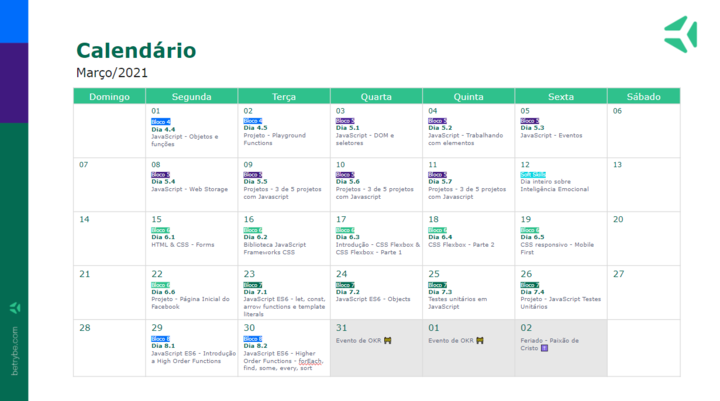 Calendário
Março/2021
Domingo Segunda Terça Quarta Quinta Sexta Sábado
01
Bloco 4
Dia 4.4
JavaScript - Objetos e
funções
02
Bloco 4
Dia 4.5
Projeto - Playground
Functions
03
Bloco 5
Dia 5.1
JavaScript - DOM e
seletores
04
Bloco 5
Dia 5.2
JavaScript - Trabalhando
com elementos
05
Bloco 5
Dia 5.3
JavaScript - Eventos
06
07
08
Bloco 5
Dia 5.4
JavaScript - Web Storage
09
Bloco 5
Dia 5.5
Projetos - 3 de 5 projetos
com Javascript
10
Bloco 5
Dia 5.6
Projetos - 3 de 5 projetos
com Javascript
11
Bloco 5
Dia 5.7
Projetos - 3 de 5 projetos
com Javascript
12
Soft Skills
Dia inteiro sobre
Inteligência Emocional
13
14
15
Bloco 6
Dia 6.1
HTML & CSS - Forms
16
Bloco 6
Dia 6.2
Biblioteca JavaScript
Frameworks CSS
17
Bloco 6
Dia 6.3
Introdução - CSS Flexbox &
CSS Flexbox - Parte 1
18
Bloco 6
Dia 6.4
CSS Flexbox - Parte 2
19
Bloco 6
Dia 6.5
CSS responsivo - Mobile
First
20
21
22
Bloco 6
Dia 6.6
Projeto - Página Inicial do
Facebook
23
Bloco 7
Dia 7.1
JavaScript ES6 - let, const,
arrow functions e template
literals
24
Bloco 7
Dia 7.2
JavaScript ES6 - Objects
25
Bloco 7
Dia 7.3
Testes unitários em
JavaScript
26
Bloco 7
Dia 7.4
Projeto - JavaScript Testes
Unitários
27
28
29
Bloco 8
Dia 8.1
JavaScript ES6 - Introdução
a High Order Functions
30
Bloco 8
Dia 8.2
JavaScript ES6 - Higher
Order Functions - forEach,
find, some, every, sort
31
Evento de OKR
01
Evento de OKR
02
Feriado - Paixão de
Cristo
betrybe.com